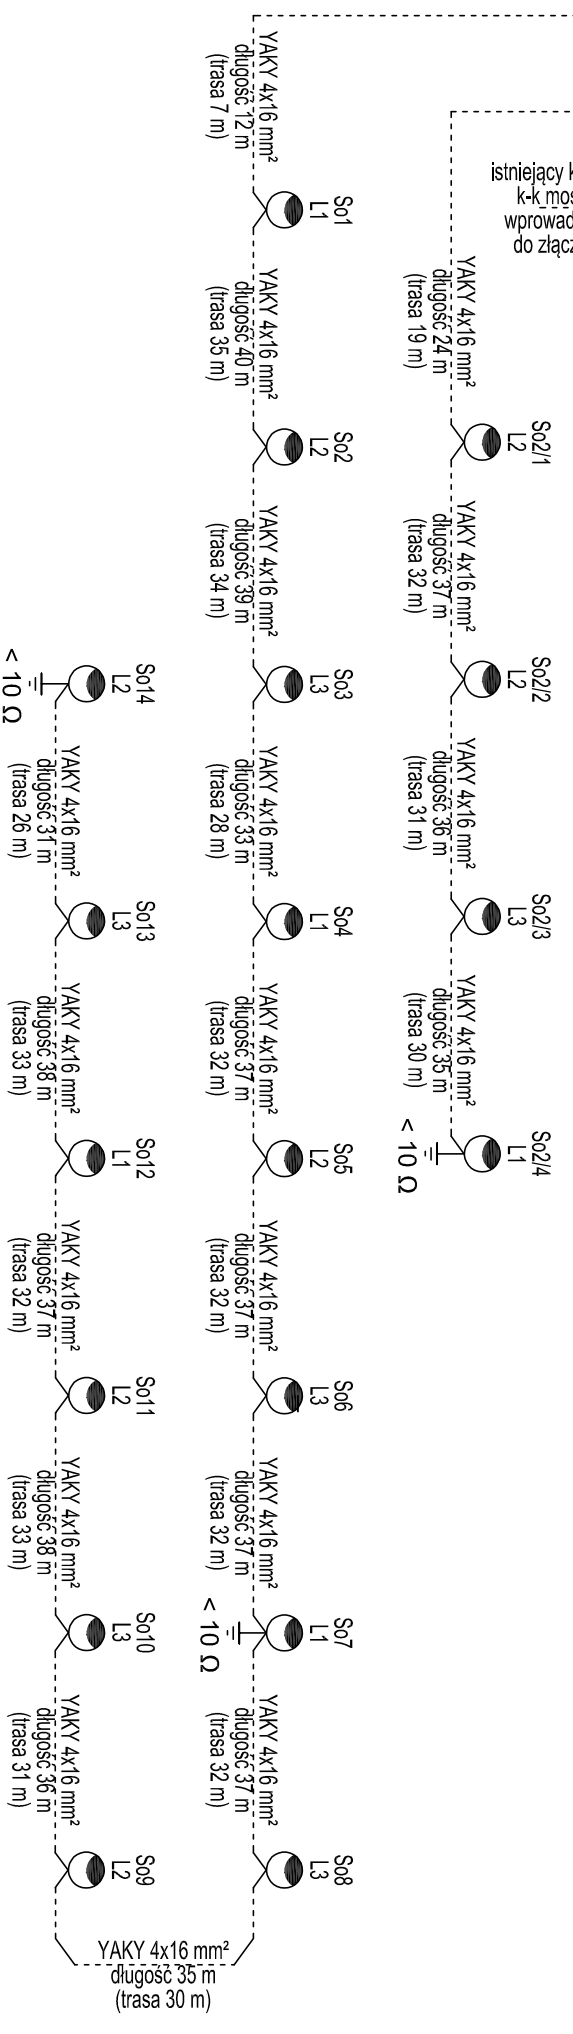 istniejący k
k-k mos
wprowad
do złącz
YAKY 4x16 mm²
długość 24 m
(trasa 19 m)
So2/1
L2
YAKY 4x16 mm²
długość 37 m
(trasa 32 m)
So2/2
L2
YAKY 4x16 mm²
długość 36 m
(trasa 31 m)
So2/3
L3
YAKY 4x16 mm²
długość 35 m
(trasa 30 m)
So2/4
L1
< 10 Ω
YAKY 4x16 mm²
długość 12 m
(trasa 7 m)
So1
L1
YAKY 4x16 mm²
długość 40 m
(trasa 35 m)
So2
L2
YAKY 4x16 mm²
długość 39 m
(trasa 34 m)
So3
L3
YAKY 4x16 mm²
długość 33 m
(trasa 28 m)
So4
L1
YAKY 4x16 mm²
długość 37 m
(trasa 32 m)
So5
L2
YAKY 4x16 mm²
długość 37 m
(trasa 32 m)
So6
L3
YAKY 4x16 mm²
długość 37 m
(trasa 32 m)
So7
L1
< 10 Ω
YAKY 4x16 mm²
długość 37 m
(trasa 32 m)
So8
L3
YAKY 4x16 mm²
długość 35 m
(trasa 30 m)
So14
L2
< 10 Ω
YAKY 4x16 mm²
długość 31 m
(trasa 26 m)
So13
L3
YAKY 4x16 mm²
długość 38 m
(trasa 33 m)
So12
L1
YAKY 4x16 mm²
długość 37 m
(trasa 32 m)
So11
L2
YAKY 4x16 mm²
długość 38 m
(trasa 33 m)
So10
L3
YAKY 4x16 mm²
długość 36 m
(trasa 31 m)
So9
L2